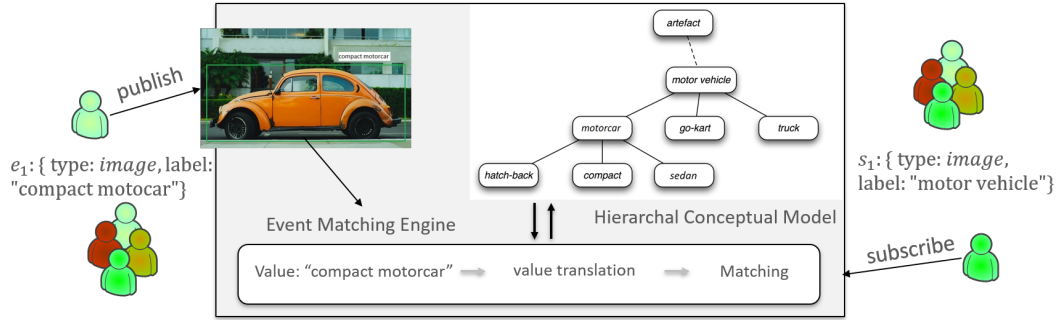 publish
e₁: { type: image, label:
"compact motocar"}
compact motorcar
artefact
motor vehicle
motorcar go-kart truck
hatch-back compact sedan
s₁: { type: image,
label: "motor vehicle"}
Event Matching Engine
Hierarchal Conceptual Model
subscribe
Value: “compact motorcar” value translation Matching